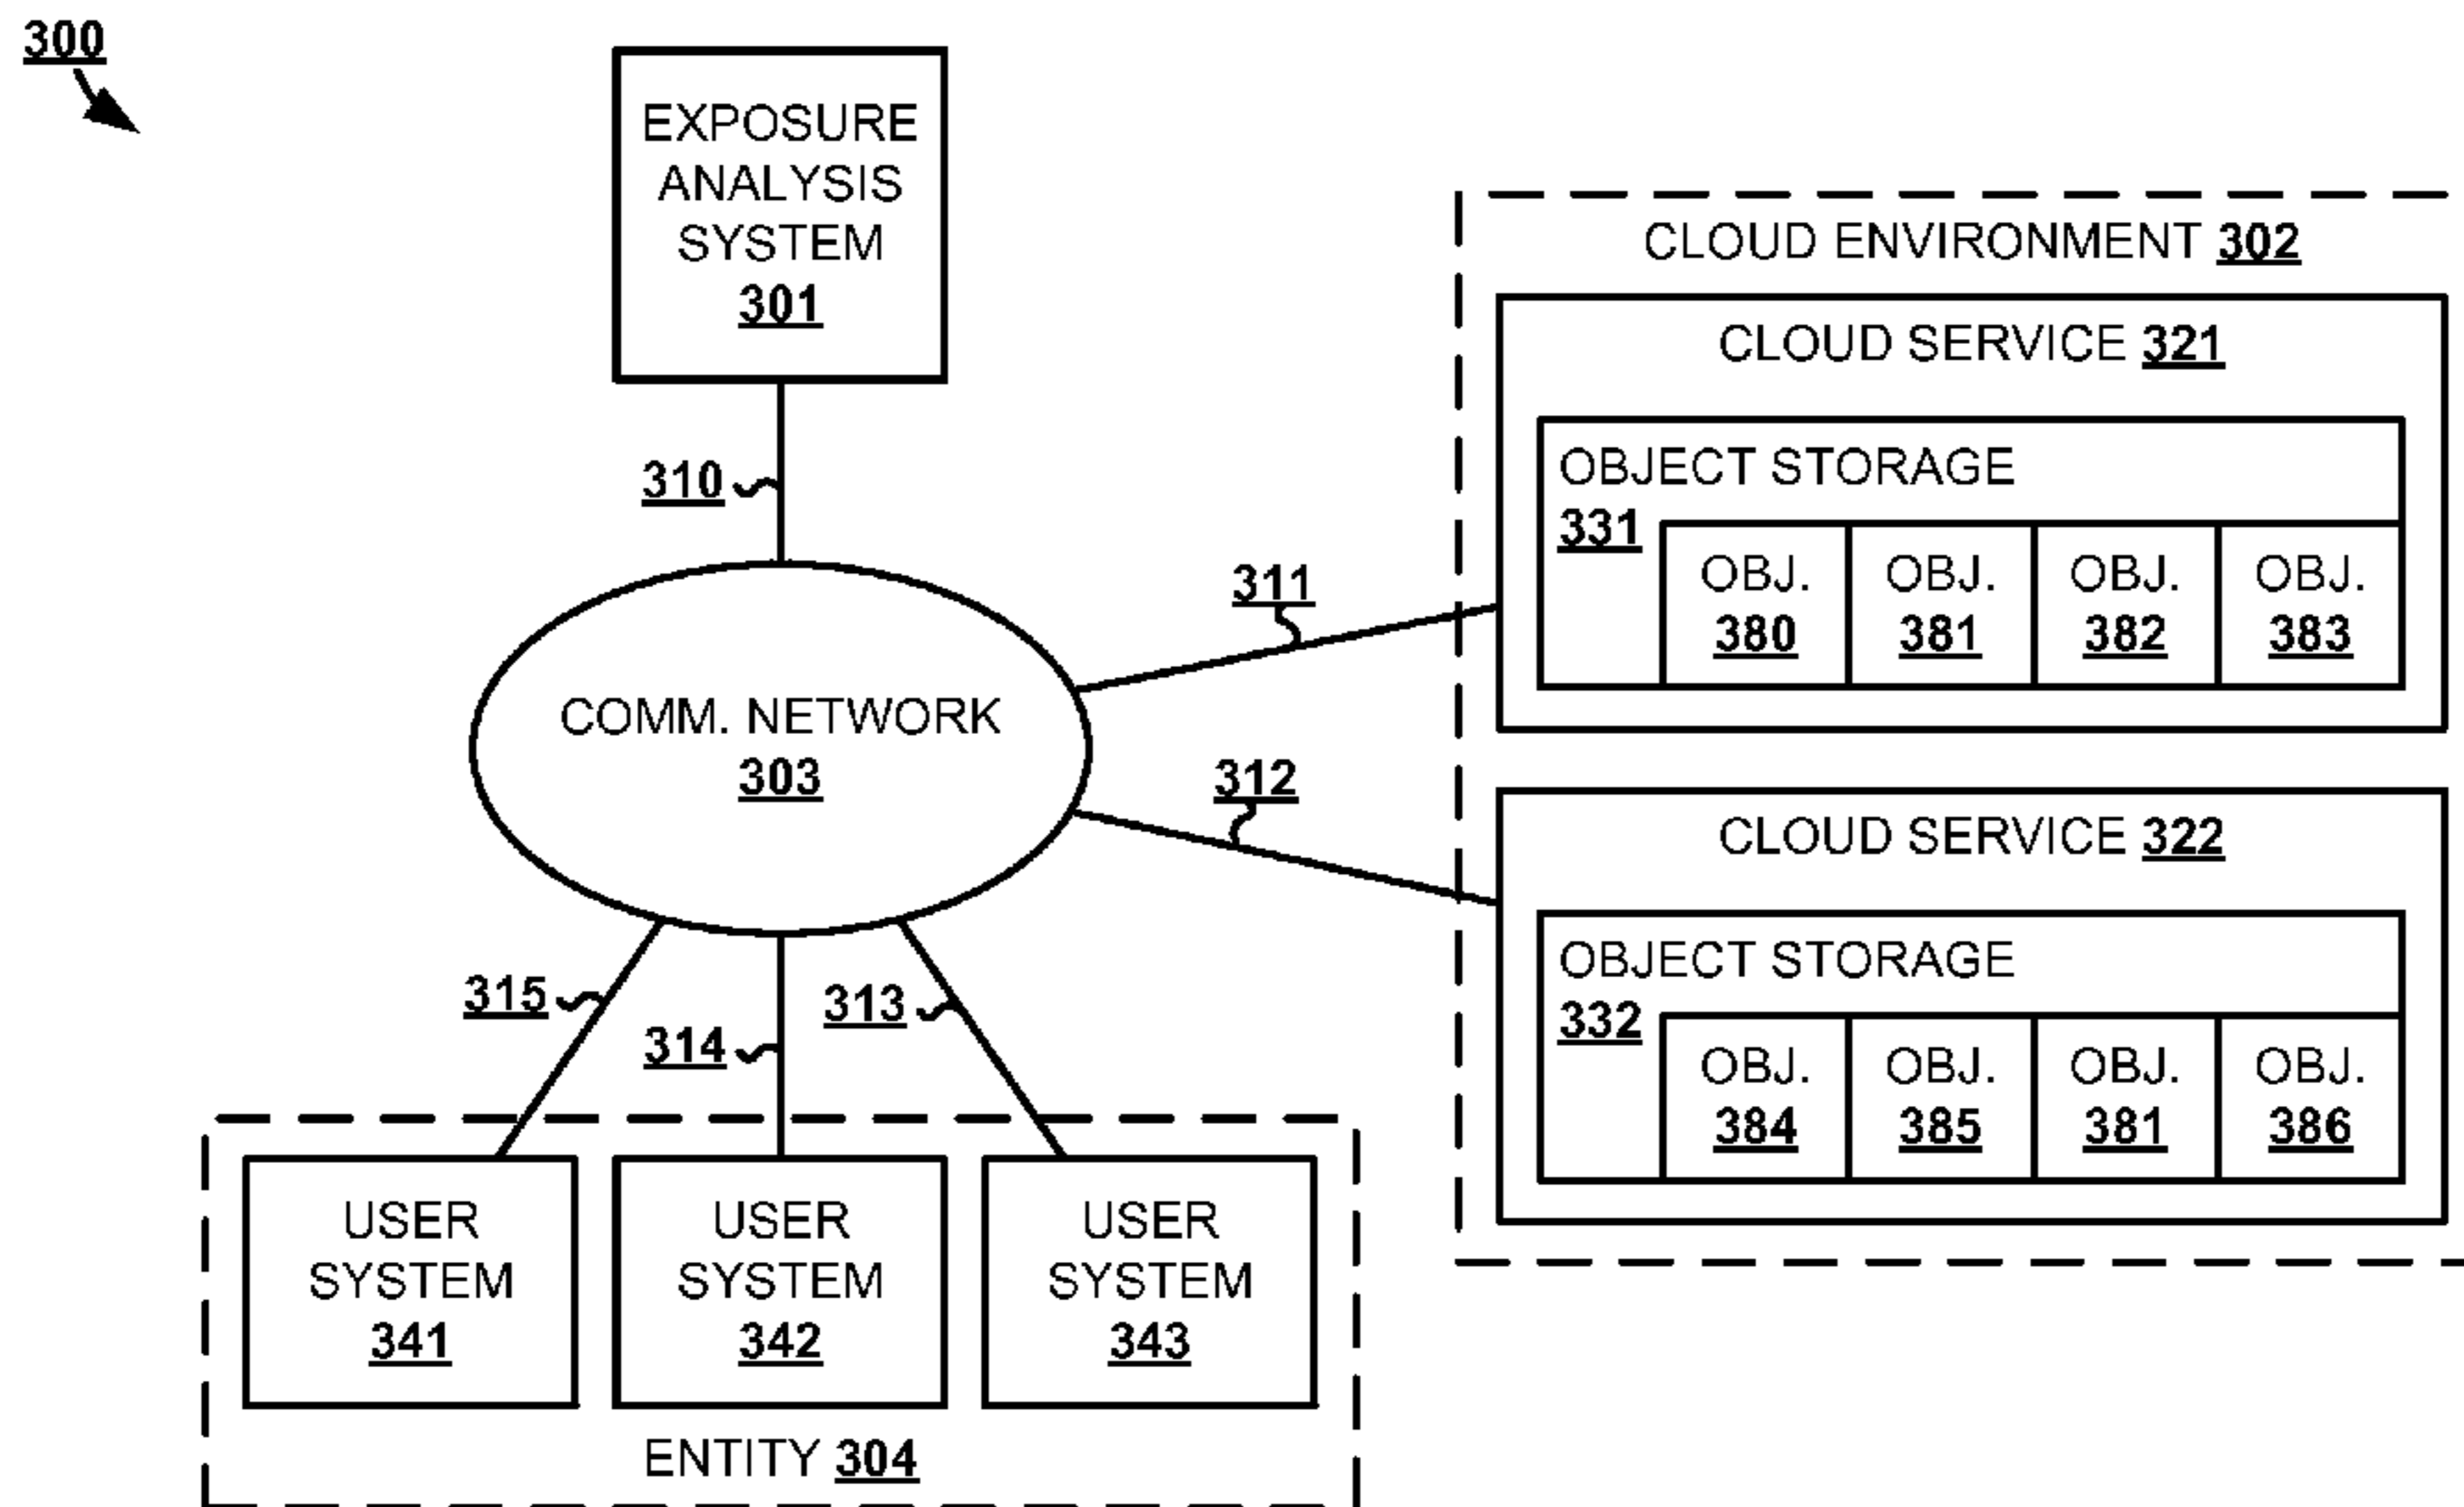 300
EXPOSURE
ANALYSIS
SYSTEM
301
310
COMM. NETWORK
303
311
312
315
314
313
USER
SYSTEM
341
USER
SYSTEM
342
USER
SYSTEM
343
ENTITY 304
CLOUD ENVIRONMENT 302
CLOUD SERVICE 321
OBJECT STORAGE
331
OBJ.
380
OBJ.
381
OBJ.
382
OBJ.
383
CLOUD SERVICE 322
OBJECT STORAGE
332
OBJ.
384
OBJ.
385
OBJ.
381
OBJ.
386